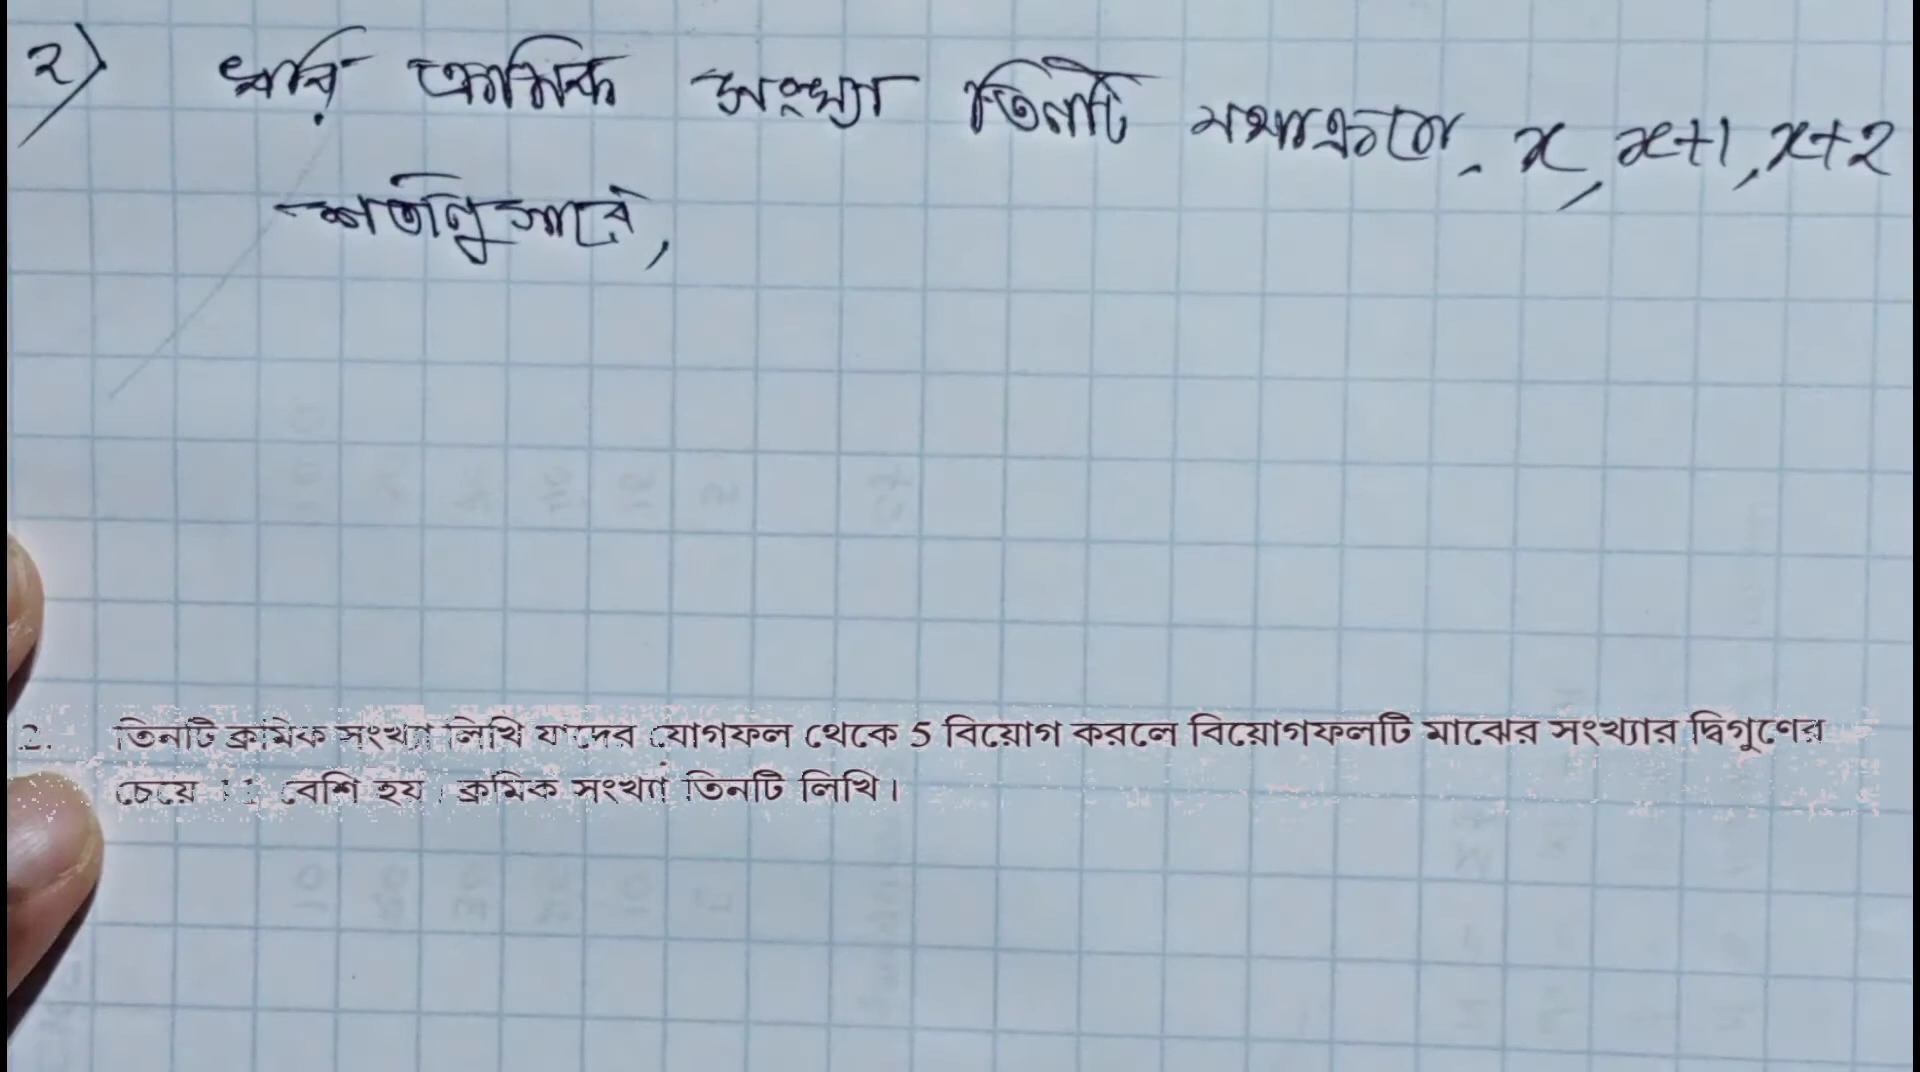 ২) ধরি ক্রমিক সংখ্যা তিনটি যথাক্রমে x, x+1, x+2
শর্তানুসারে,
2. তিনটি ক্রমিক সংখ্যা লিখি যাদের যোগফল থেকে 5 বিয়োগ করলে বিয়োগফলটি মাঝের সংখ্যার দ্বিগুণের
চেয়ে বেশি হয়। ক্রমিক সংখ্যা তিনটি লিখি।